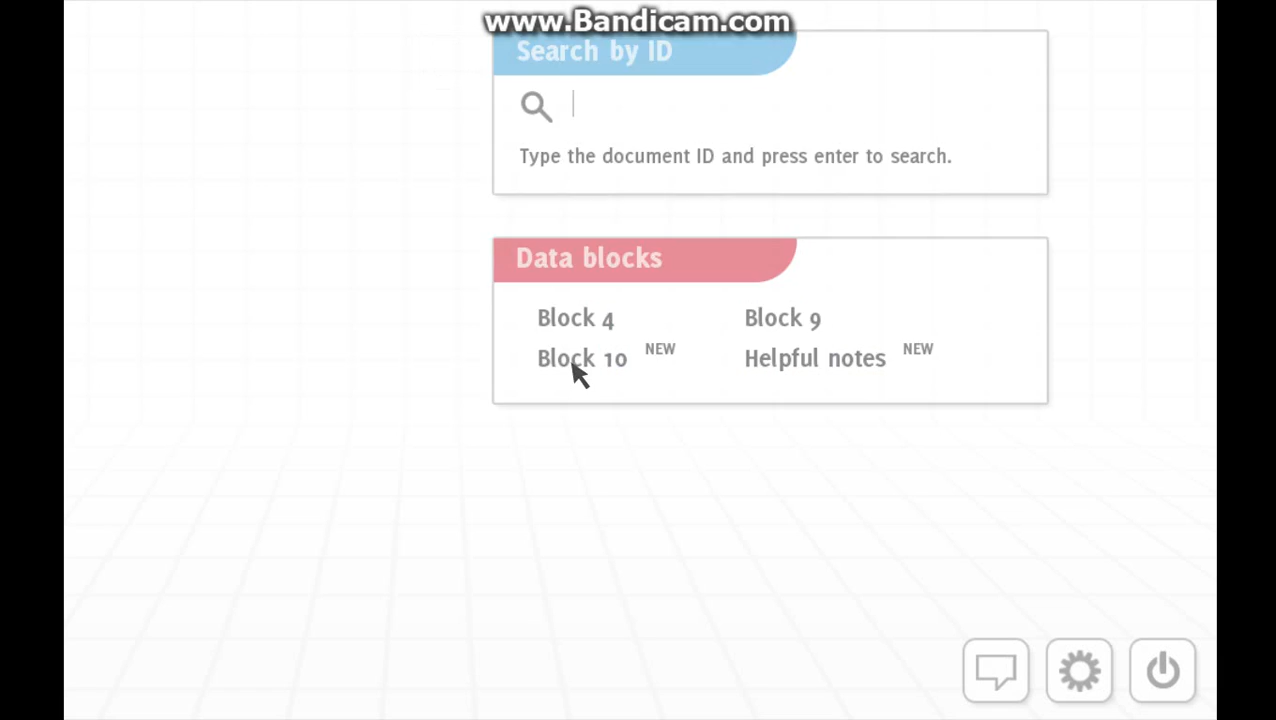 www.Bandicam.com
Search by ID
Type the document ID and press enter to search.
Data blocks
Block 4
Block 9
Block 10 NEW
Helpful notes NEW